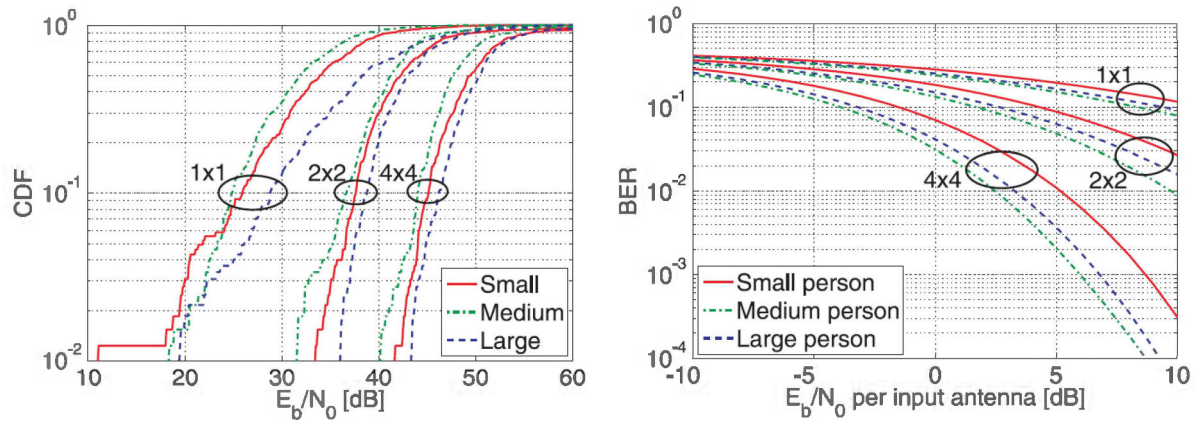 10^0
10^-1
10^-2
CDF
1x1
2x2
4x4
Small
Medium
Large
10 20 30 40 50 60
E_b/N_0 [dB]
10^0
10^-1
10^-2
10^-3
10^-4
BER
1x1
2x2
4x4
Small person
Medium person
Large person
-10 -5 0 5 10
E_b/N_0 per input antenna [dB]